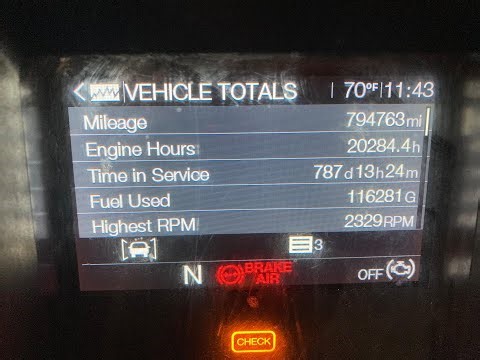 VEHICLE TOTALS 70°F 11:43
Mileage 794763mi
Engine Hours 20284.4h
Time in Service 787d13h24m
Fuel Used 116281G
Highest RPM 2329RPM
3
N BRAKE AIR OFF
CHECK